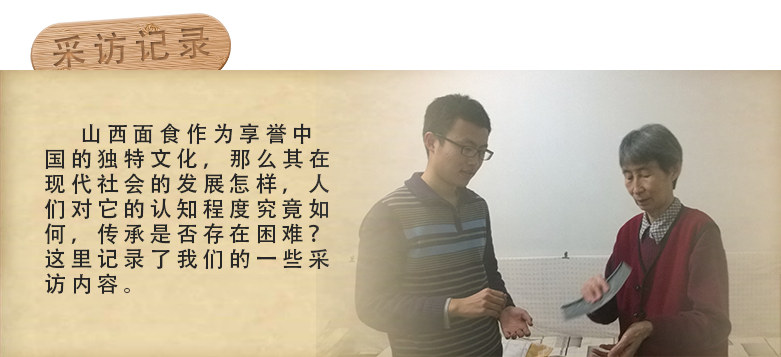 采访记录
山西面食作为享誉中
国的独特文化，那么其在
现代社会的发展怎样，人
们对它的认知程度究竟如
何，传承是否存在困难？
这里记录了我们的一些采
访内容。